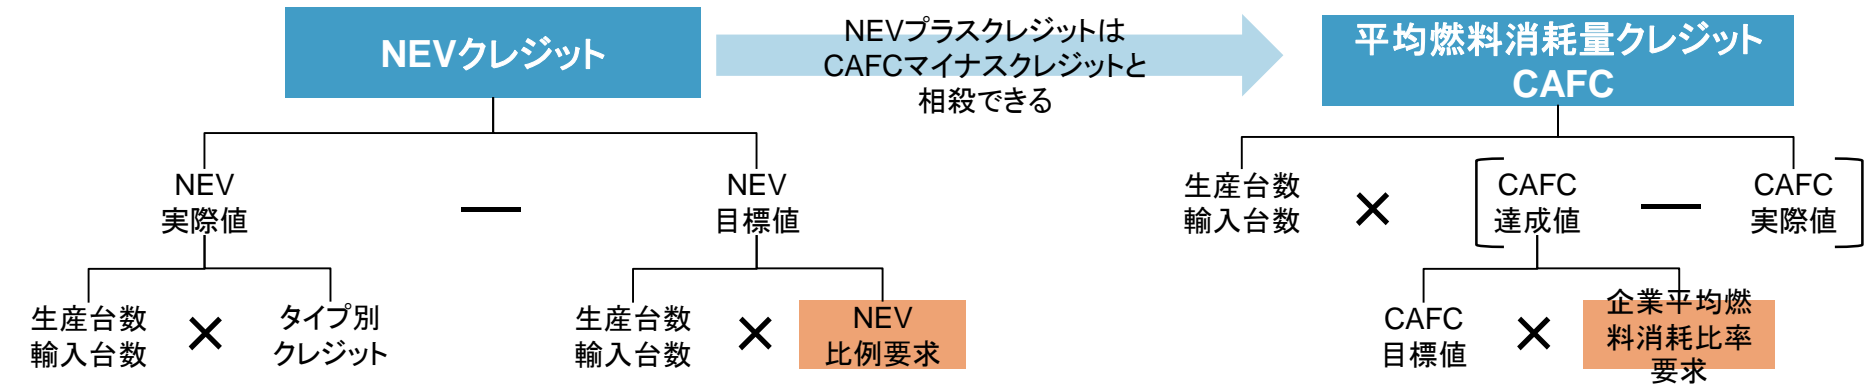 NEVクレジット
NEVプラスクレジットは
CAFCマイナスクレジットと
相殺できる
平均燃料消耗量クレジット
CAFC
NEV
実際値
—
NEV
目標値
生産台数
輸入台数
×
CAFC
達成値
—
CAFC
実際値
生産台数
輸入台数
×
タイプ別
クレジット
生産台数
輸入台数
×
NEV
比例要求
CAFC
目標値
×
企業平均燃
料消耗比率
要求